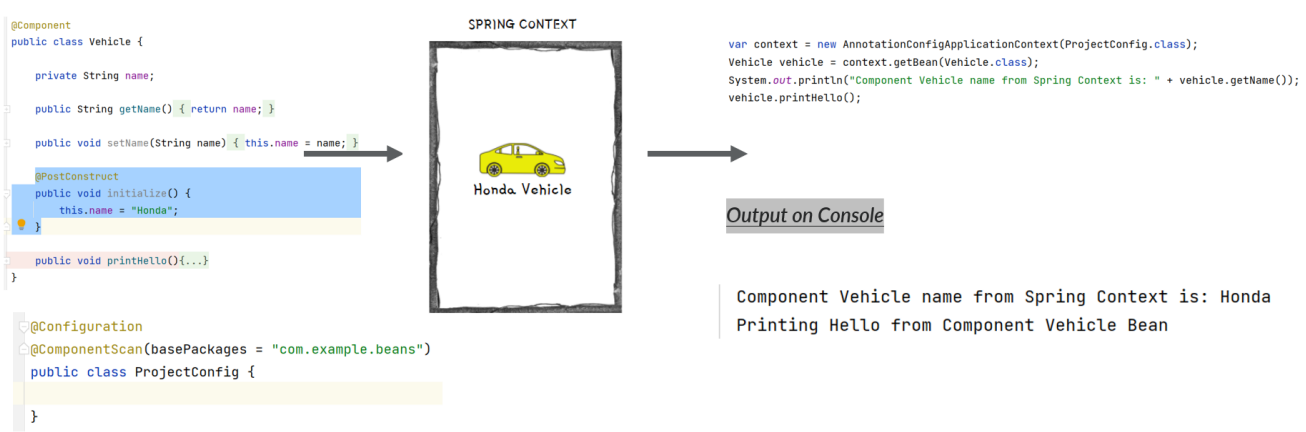 @Component
public class Vehicle {
private String name;
public String getName() { return name; }
public void setName(String name) { this.name = name; }
@PostConstruct
public void initialize() {
this.name = "Honda";
}
public void printHello(){...}
}
@Configuration
@ComponentScan(basePackages = "com.example.beans")
public class ProjectConfig {
}
SPRING CONTEXT
Honda Vehicle
var context = new AnnotationConfigApplicationContext(ProjectConfig.class);
Vehicle vehicle = context.getBean(Vehicle.class);
System.out.println("Component Vehicle name from Spring Context is: " + vehicle.getName());
vehicle.printHello();
Output on Console
Component Vehicle name from Spring Context is: Honda
Printing Hello from Component Vehicle Bean